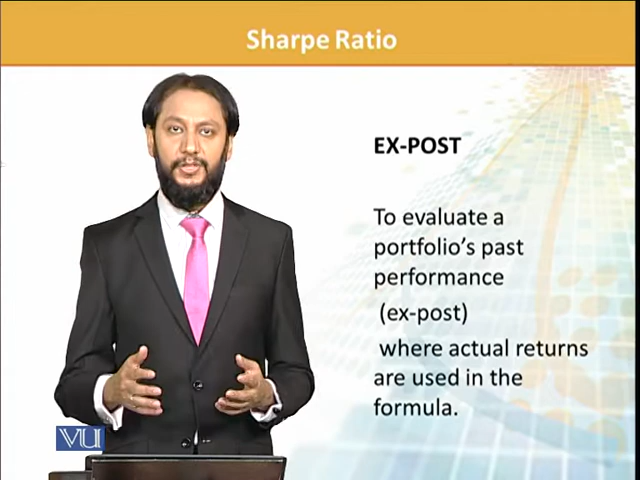 Sharpe Ratio
EX-POST
To evaluate a
portfolio's past
performance
(ex-post)
where actual returns
are used in the
formula.
VU